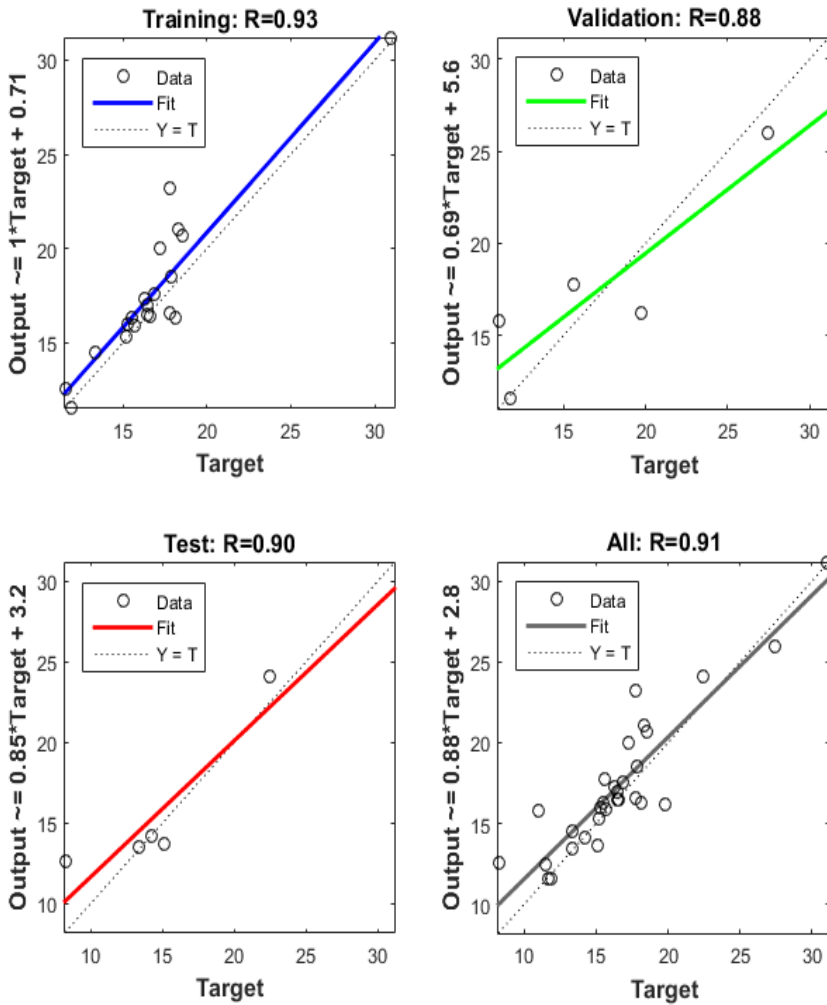 Training: R=0.93
Output ~= 1*Target + 0.71
30
25
20
15
Data
Fit
Y = T
15
20
25
30
Target
Validation: R=0.88
Output ~= 0.69*Target + 5.6
30
25
20
15
Data
Fit
Y = T
15
20
25
30
Target
Test: R=0.90
Output ~= 0.85*Target + 3.2
30
25
20
15
10
Data
Fit
Y = T
10
15
20
25
30
Target
All: R=0.91
Output ~= 0.88*Target + 2.8
30
25
20
15
10
Data
Fit
Y = T
10
15
20
25
30
Target